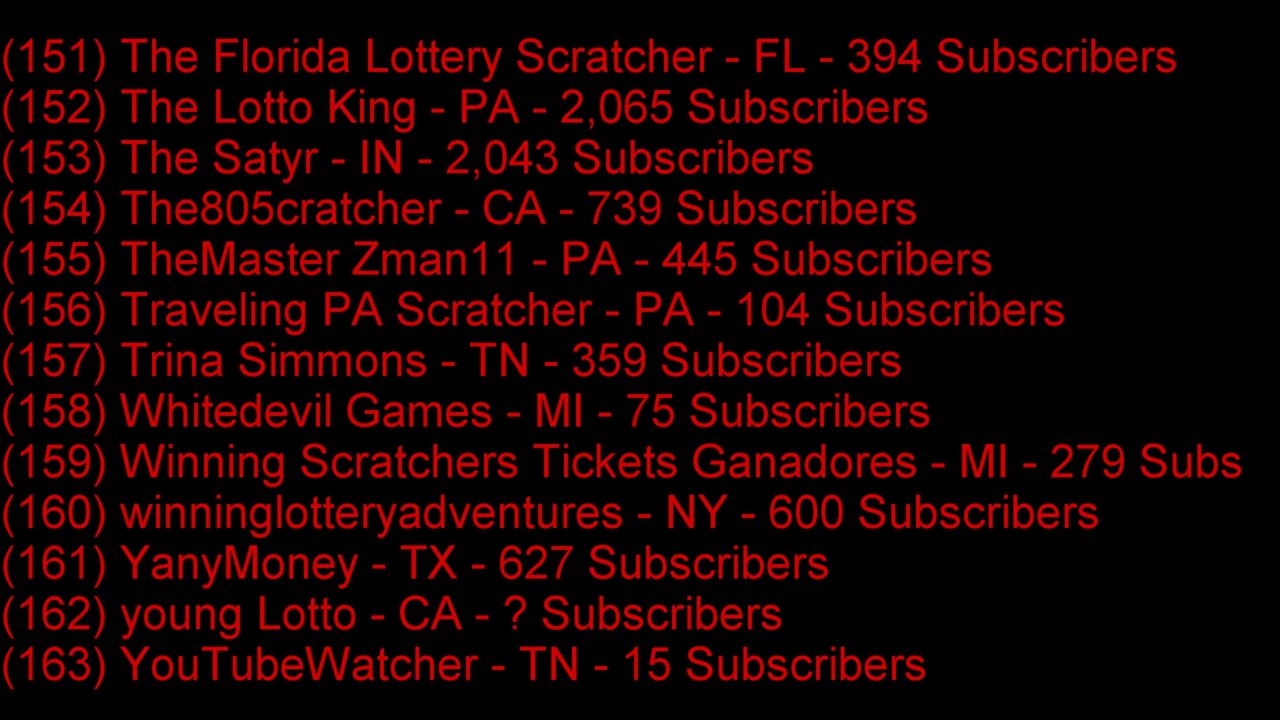 (151) The Florida Lottery Scratcher - FL - 394 Subscribers
(152) The Lotto King - PA - 2,065 Subscribers
(153) The Satyr - IN - 2,043 Subscribers
(154) The805cratcher - CA - 739 Subscribers
(155) TheMaster Zman11 - PA - 445 Subscribers
(156) Traveling PA Scratcher - PA - 104 Subscribers
(157) Trina Simmons - TN - 359 Subscribers
(158) Whitedevil Games - MI - 75 Subscribers
(159) Winning Scratchers Tickets Ganadores - MI - 279 Subs
(160) winninglotteryadventures - NY - 600 Subscribers
(161) YanyMoney - TX - 627 Subscribers
(162) young Lotto - CA - ? Subscribers
(163) YouTubeWatcher - TN - 15 Subscribers